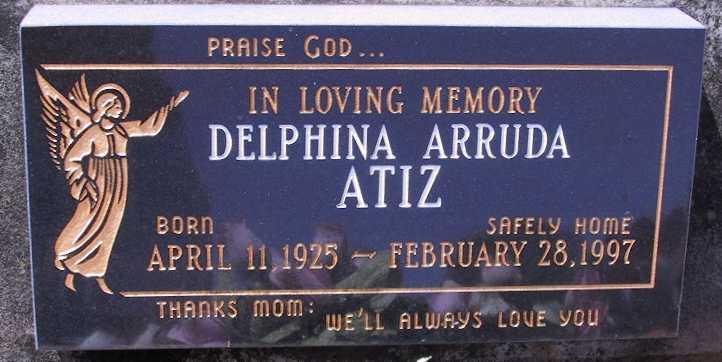 PRAISE GOD...
IN LOVING MEMORY
DELPHINA ARRUDA
ATIZ
BORN SAFELY HOME
APRIL 11, 1925 ~ FEBRUARY 28, 1997
THANKS MOM: WE'LL ALWAYS LOVE YOU